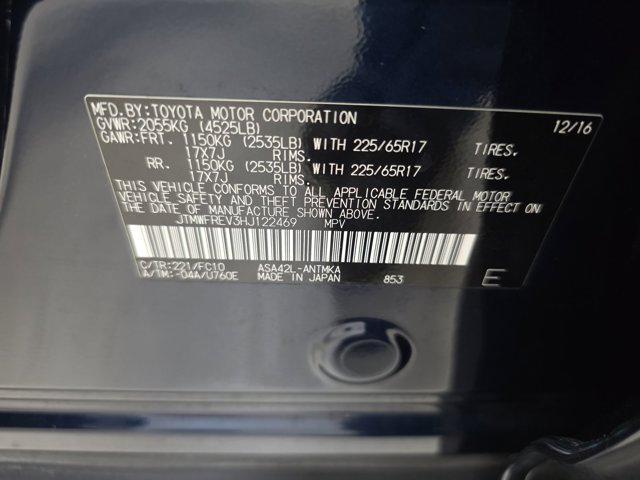 MFD.BY:TOYOTA MOTOR CORPORATION 12/16
GVWR:2055KG (4525LB)
GAWR:FRT. 1150KG (2535LB) WITH 225/65R17 TIRES.
17X7J RIMS.
RR. 1150KG (2535LB) WITH 225/65R17 TIRES.
17X7J RIMS.
THIS VEHICLE CONFORMS TO ALL APPLICABLE FEDERAL MOTOR
VEHICLE SAFETY AND THEFT PREVENTION STANDARDS IN EFFECT ON
THE DATE OF MANUFACTURE SHOWN ABOVE.
JTMWFREV3HJ122469 MPV
C/TR:221/FC10 ASA42L-ANTMKA
A/TM:-04A/U760E MADE IN JAPAN 853 E